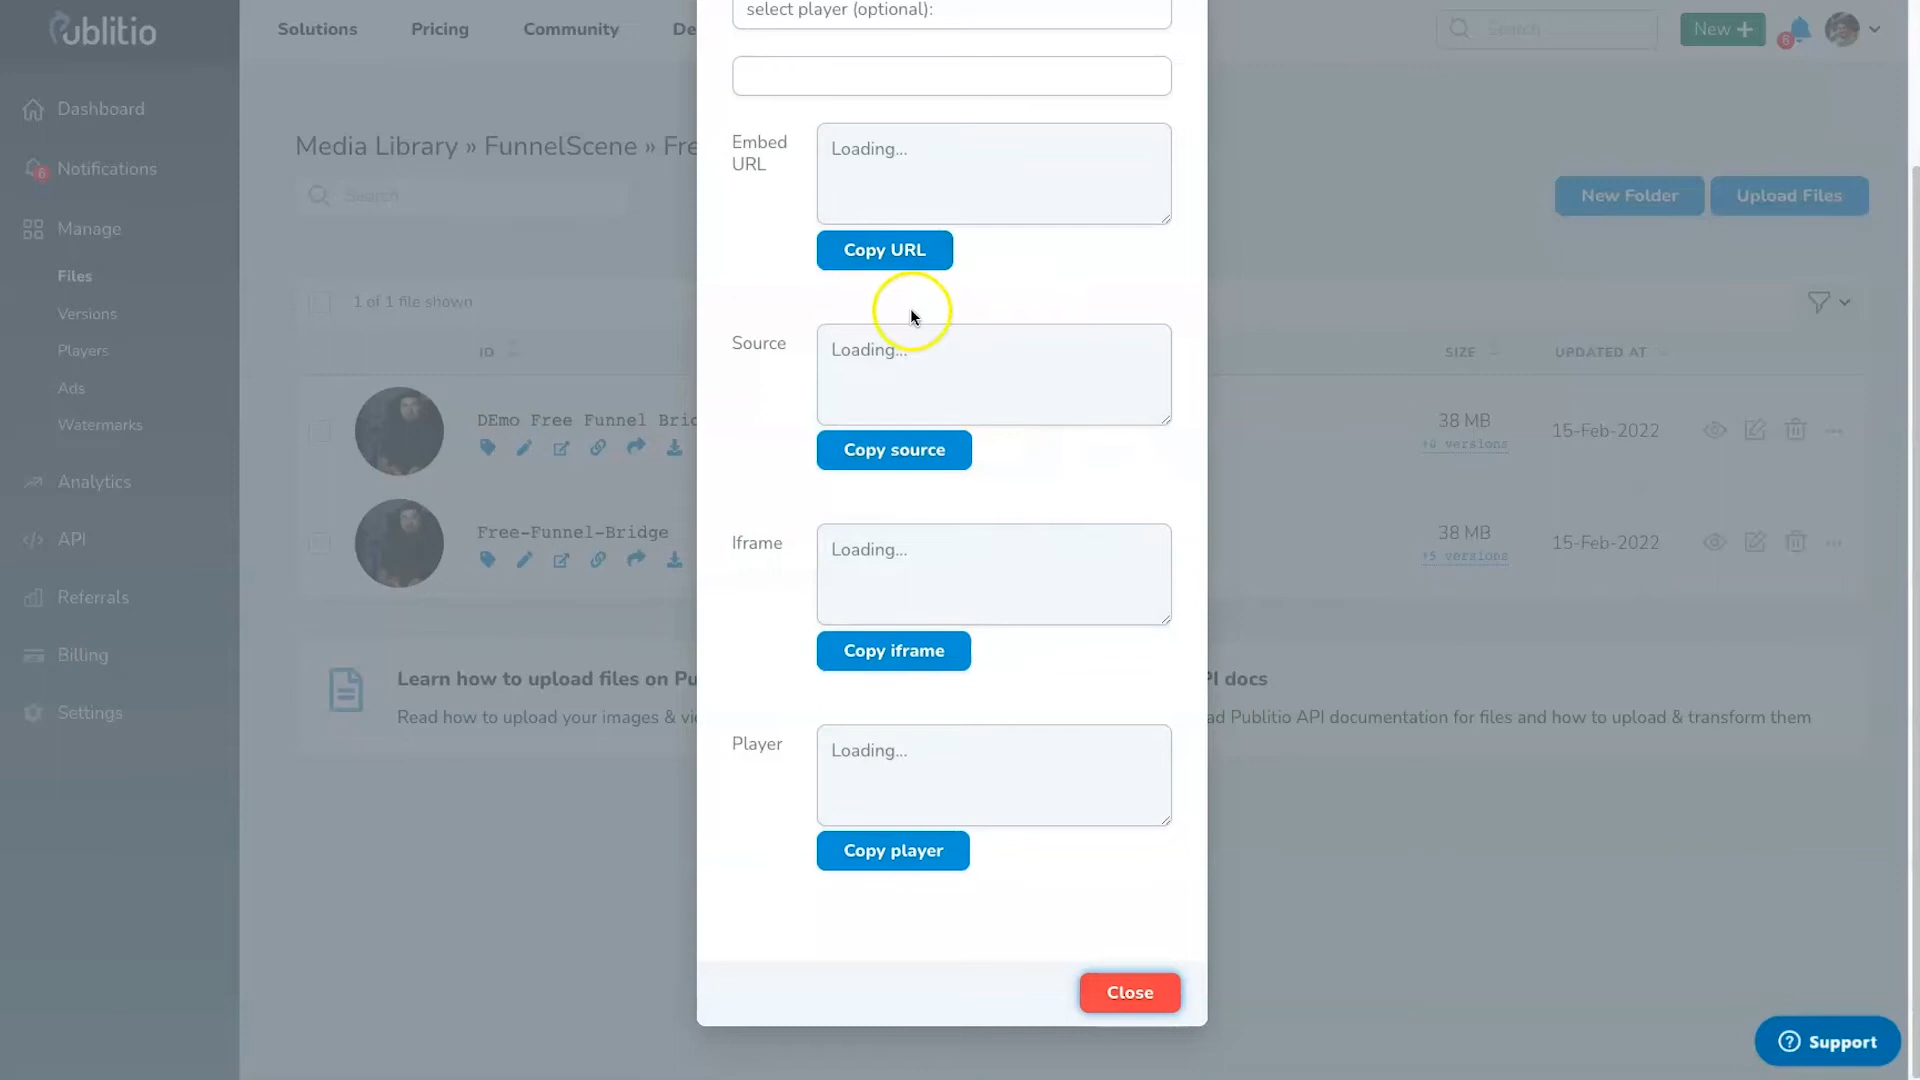 select player (optional):
Publitio
Solutions
Pricing
Community
De
Search
New +
6
Dashboard
6
Notifications
Manage
Files
Versions
Players
Ads
Watermarks
Analytics
API
Referrals
Billing
Settings
Media Library » FunnelScene » Fre
Search
New Folder
Upload Files
1 of 1 file shown
ID
SIZE
UPDATED AT
DEmo Free Funnel Bric
38 MB
versions
15-Feb-2022
Free-Funnel-Bridge
38 MB
+5 versions
15-Feb-2022
Learn how to upload files on Pu
Read how to upload your images & vi
PI docs
ad Publitio API documentation for files and how to upload & transform them
Embed
URL
Loading...
Copy URL
Source
Loading...
Copy source
Iframe
Loading...
Copy iframe
Player
Loading...
Copy player
Close
Support